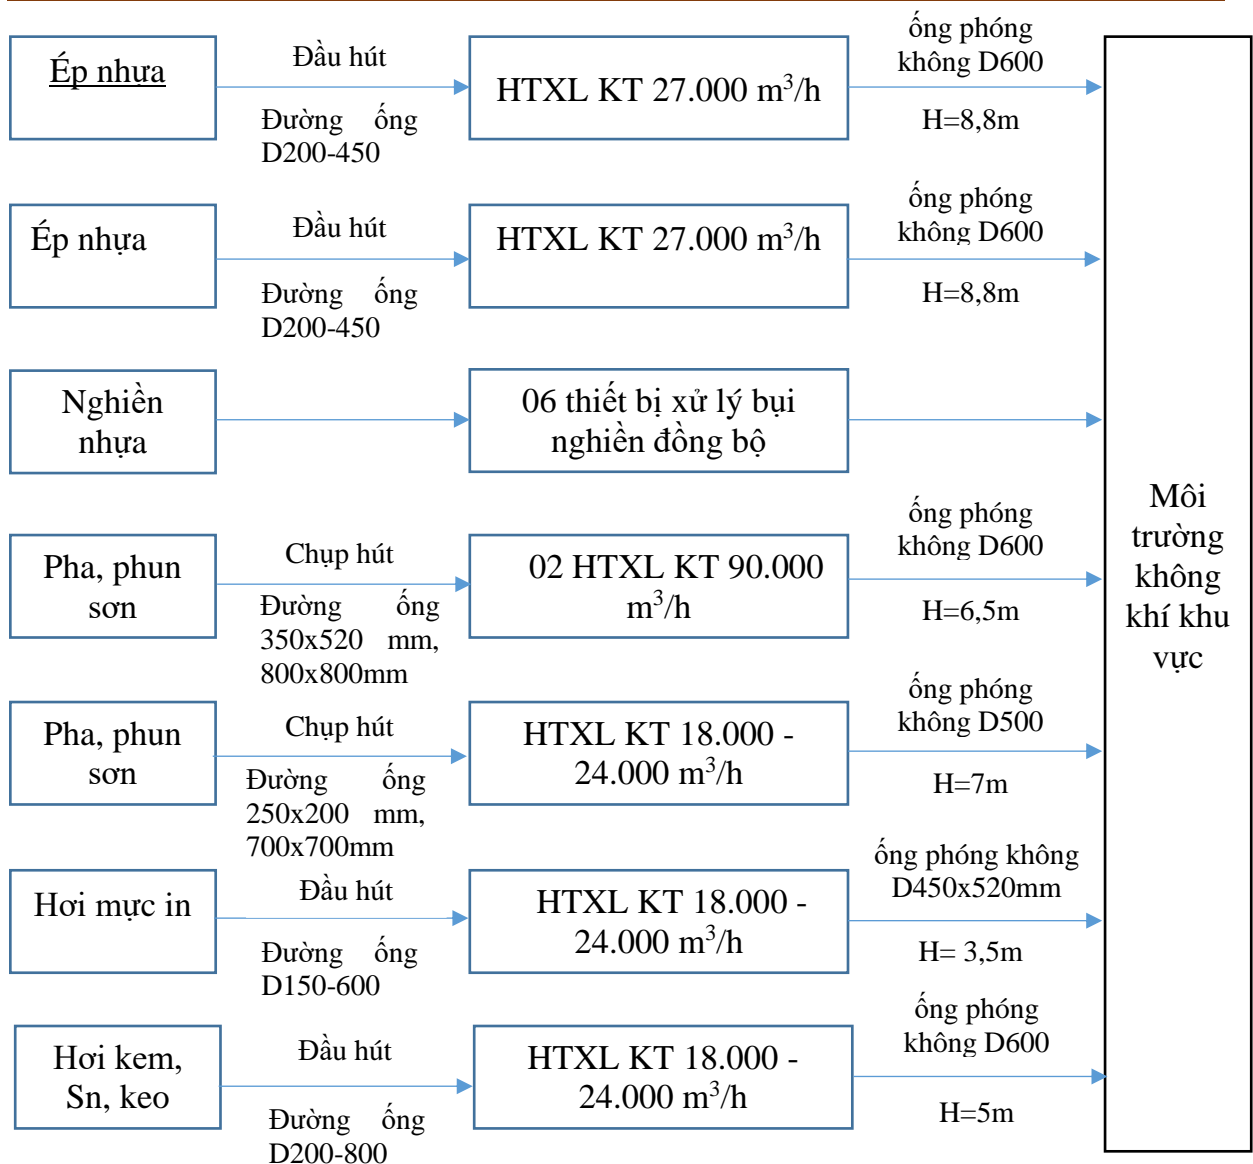 Ép nhựa
Đầu hút
Đường ống
D200-450
HTXL KT 27.000 m³/h
ống phóng
không D600
H=8,8m
Ép nhựa
Đầu hút
Đường ống
D200-450
HTXL KT 27.000 m³/h
ống phóng
không D600
H=8,8m
Nghiền
nhựa
06 thiết bị xử lý bụi
nghiền đồng bộ
Pha, phun
sơn
Chụp hút
Đường ống
350x520 mm,
800x800mm
02 HTXL KT 90.000
m³/h
ống phóng
không D600
H=6,5m
Pha, phun
sơn
Chụp hút
Đường ống
250x200 mm,
700x700mm
HTXL KT 18.000 -
24.000 m³/h
ống phóng
không D500
H=7m
Hơi mực in
Đầu hút
Đường ống
D150-600
HTXL KT 18.000 -
24.000 m³/h
ống phóng không
D450x520mm
H= 3,5m
Hơi kem,
Sn, keo
Đầu hút
Đường ống
D200-800
HTXL KT 18.000 -
24.000 m³/h
ống phóng
không D600
H=5m
Môi
trường
không
khí khu
vực